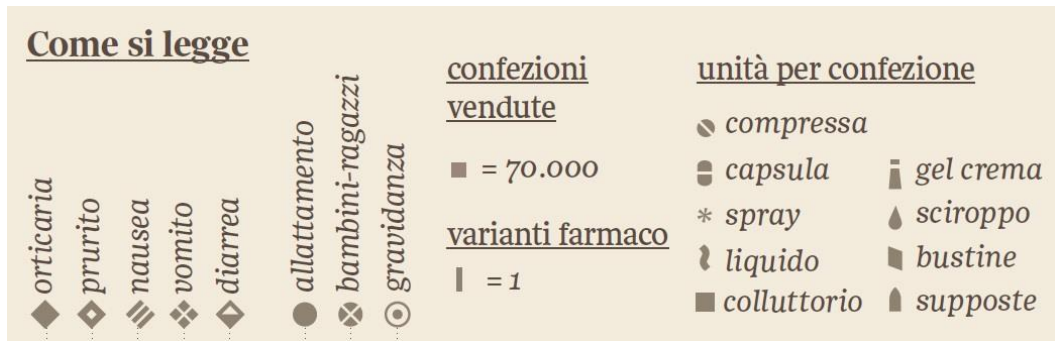 Come si legge
orticaria
prurito
nausea
vomito
diarrea
allattamento
bambini-ragazzi
gravidanza
confezioni
vendute
= 70.000
varianti farmaco
= 1
unità per confezione
compressa
capsula
spray
liquido
colluttorio
gel crema
sciroppo
bustine
supposte